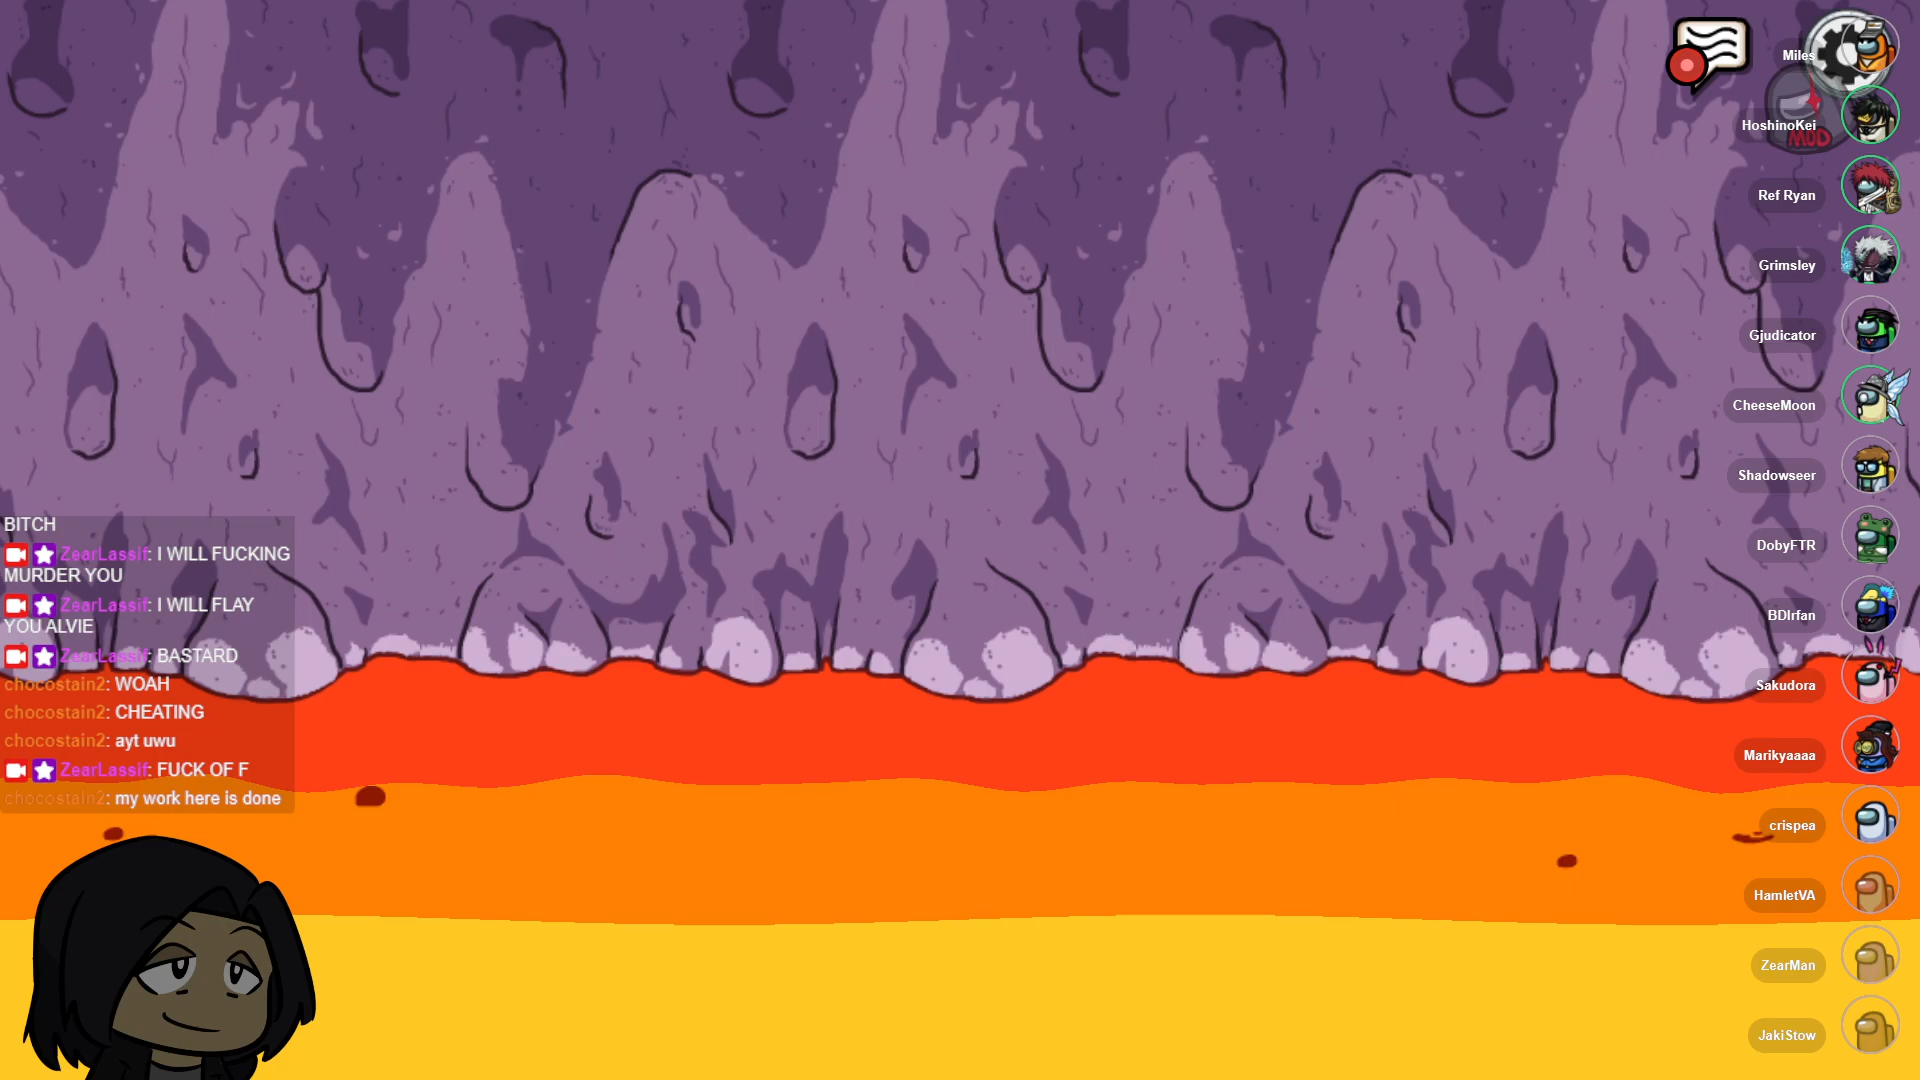 Miles
MOD
HoshinoKei
Ref Ryan
Grimsley
Gjudicator
CheeseMoon
Shadowseer
DobyFTR
BDIrfan
Sakudora
Marikyaaaa
crispea
HamletVA
ZearMan
JakiStow
BITCH
ZearLassif: I WILL FUCKING
MURDER YOU
ZearLassif: I WILL FLAY
YOU ALVIE
ZearLassif: BASTARD
chocostain2: WOAH
chocostain2: CHEATING
chocostain2: ayt uwu
ZearLassif: FUCK OF F
chocostain2: my work here is done